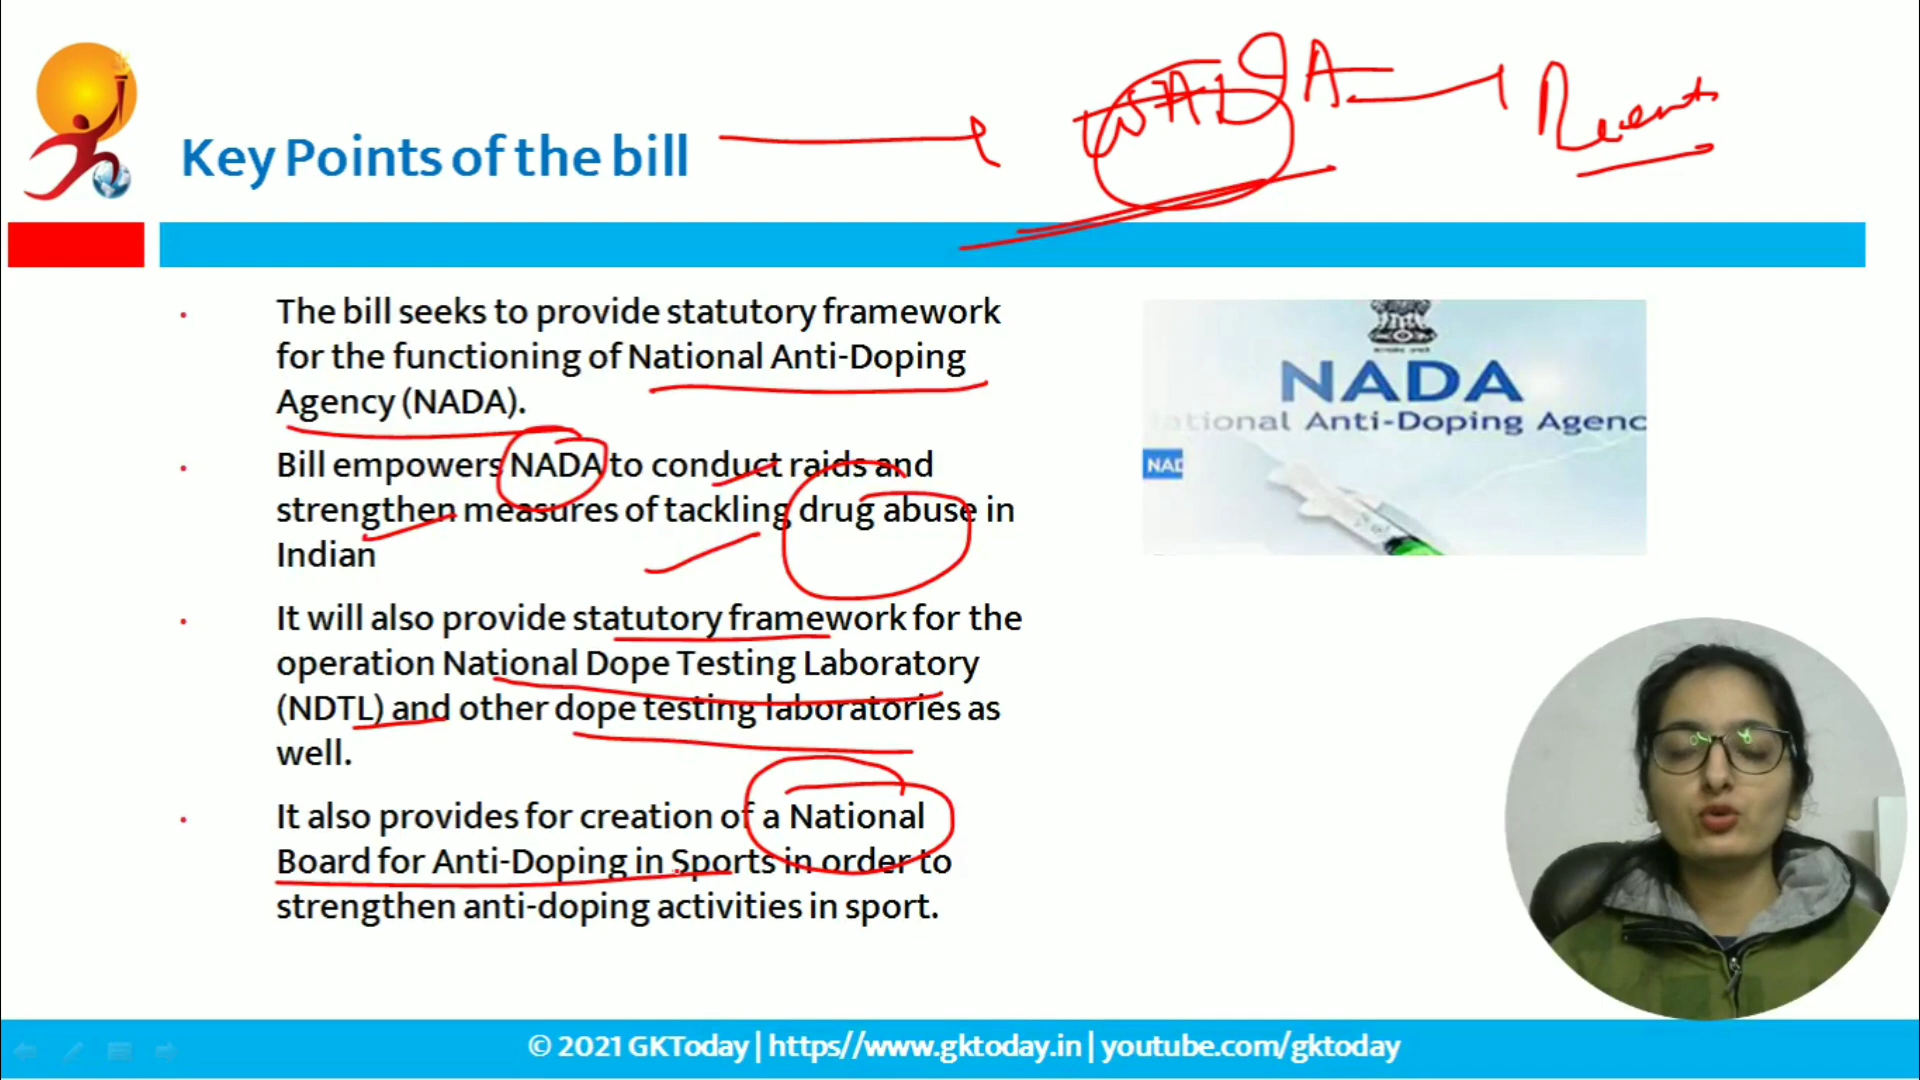 WADA
Key Points of the bill
The bill seeks to provide statutory framework
for the functioning of National Anti-Doping
Agency (NADA).
Bill empowers NADA to conduct raids and
strengthen measures of tackling drug abuse in
Indian
It will also provide statutory framework for the
operation National Dope Testing Laboratory
(NDTL) and other dope testing laboratories as
well.
It also provides for creation of a National
Board for Anti-Doping in Sports in order to
strengthen anti-doping activities in sport.
NADA
ational Anti-Doping Agenc
NAD
© 2021 GKToday | https//www.gktoday.in | youtube.com/gktoday